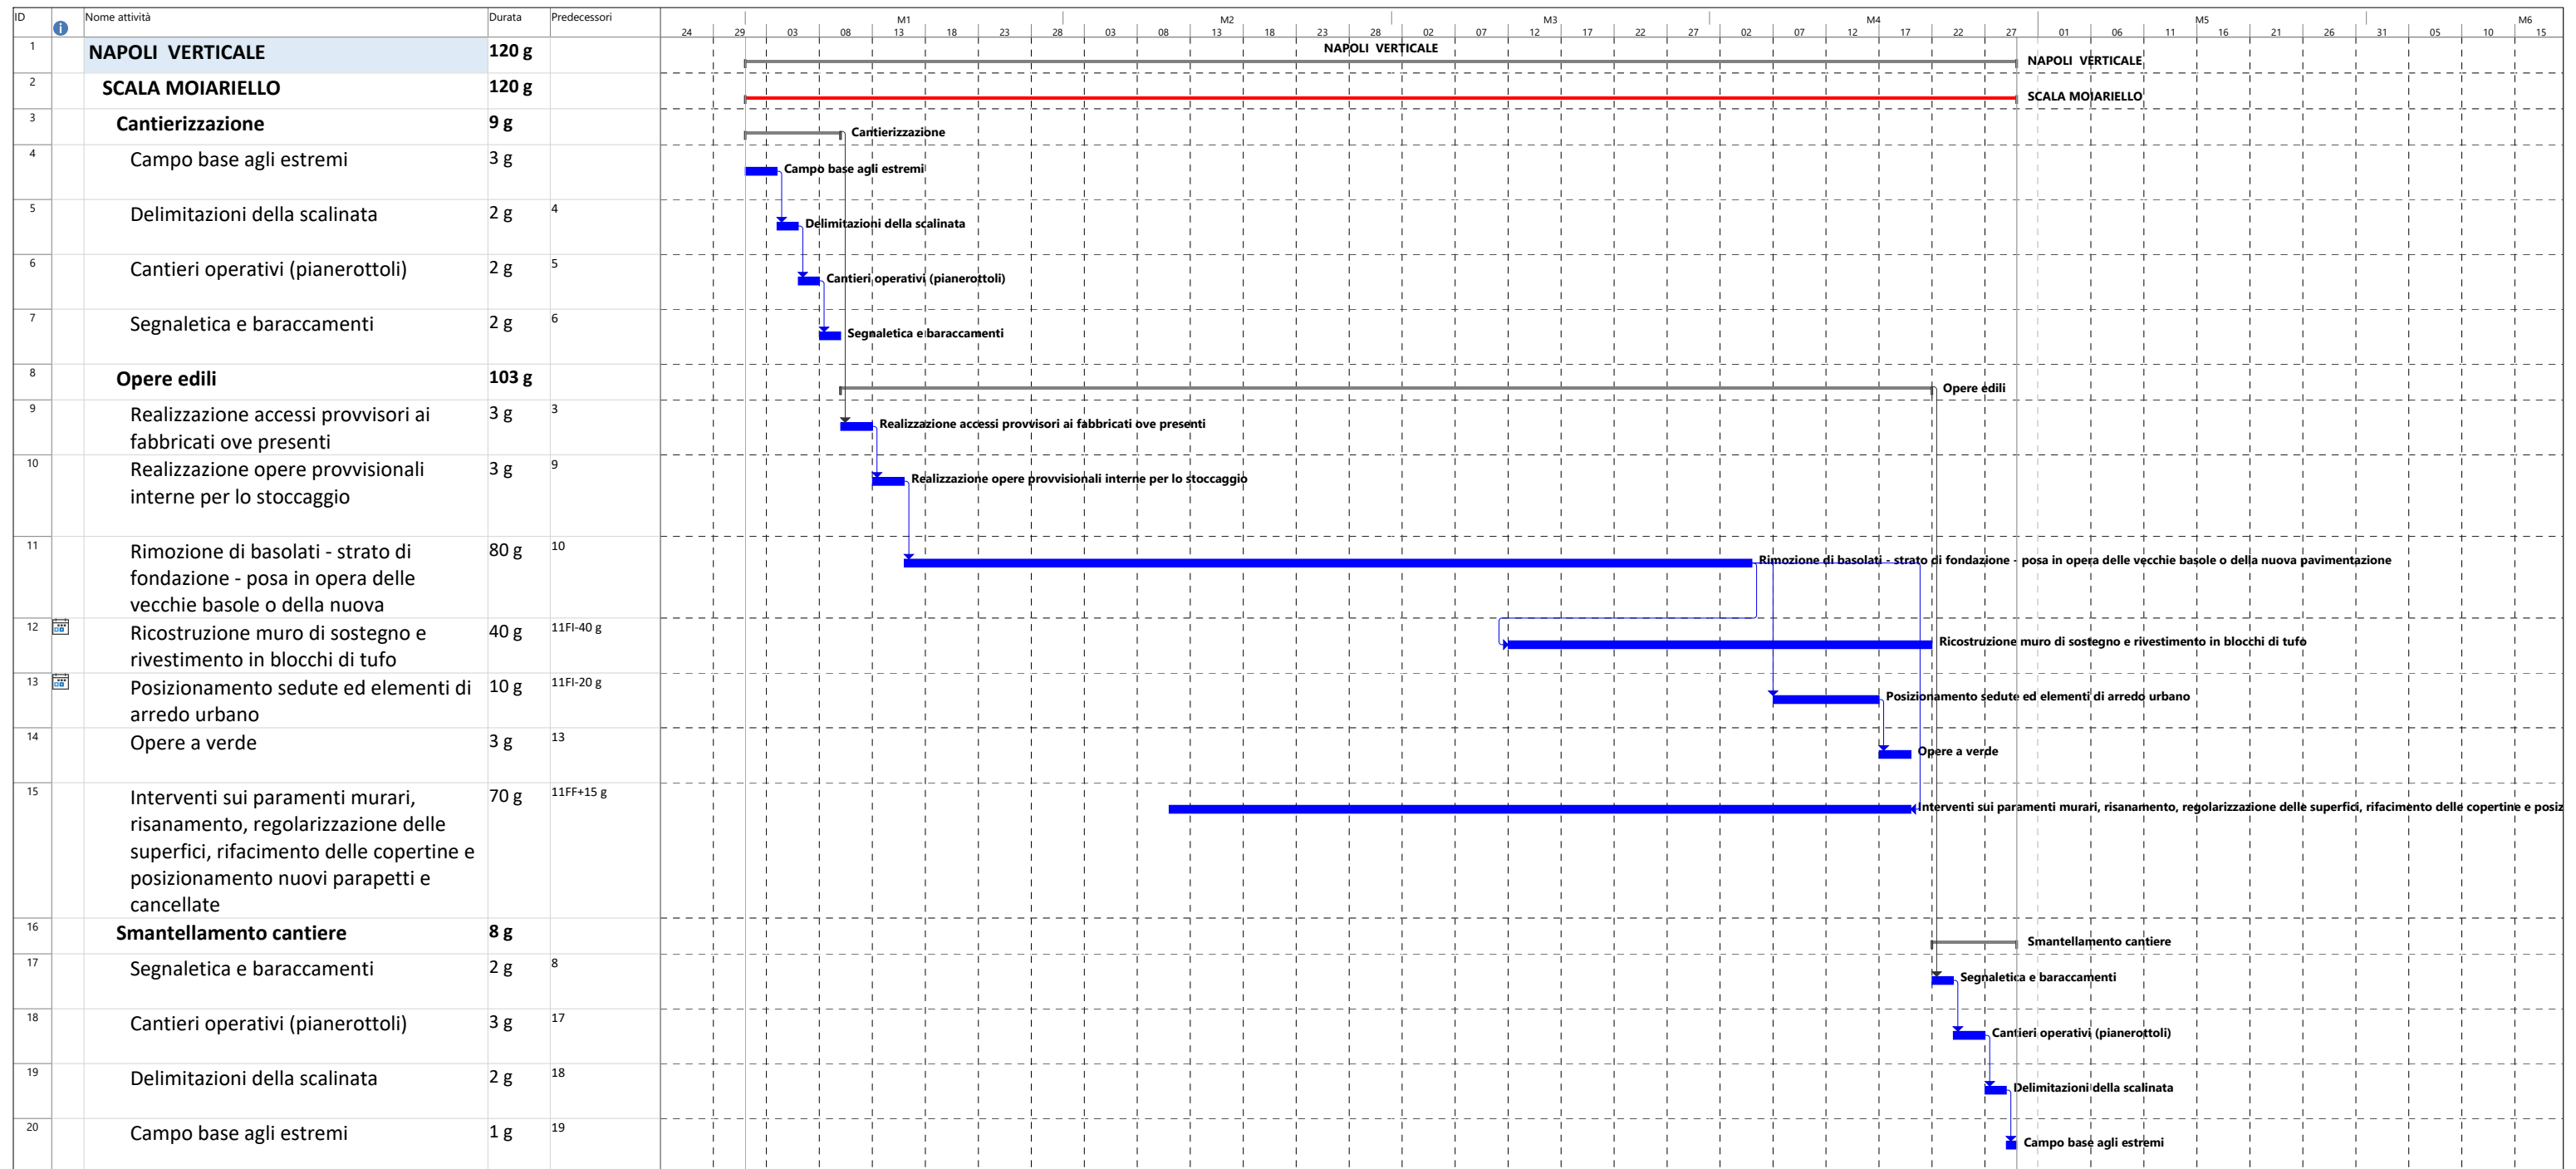 ID Nome attività Durata Predecessori
M1 M2 M3 M4 M5 M6
24 29 03 08 13 18 23 28 03 08 13 18 23 28 02 07 12 17 22 27 02 07 12 17 22 27 01 06 11 16 21 26 31 05 10 15
1 NAPOLI VERTICALE 120 g NAPOLI VERTICALE
NAPOLI VERTICALE
2 SCALA MOIARIELLO 120 g
SCALA MOIARIELLO
3 Cantierizzazione 9 g
Cantierizzazione
4 Campo base agli estremi 3 g
Campo base agli estremi
5 Delimitazioni della scalinata 2 g 4
Delimitazioni della scalinata
6 Cantieri operativi (pianerottoli) 2 g 5
Cantieri operativi (pianerottoli)
7 Segnaletica e baraccamenti 2 g 6
Segnaletica e baraccamenti
8 Opere edili 103 g
Opere edili
9 Realizzazione accessi provvisori ai 3 g 3
fabbricati ove presenti
Realizzazione accessi provvisori ai fabbricati ove presenti
10 Realizzazione opere provvisionali 3 g 9
interne per lo stoccaggio
Realizzazione opere provvisionali interne per lo stoccaggio
11 Rimozione di basolati - strato di 80 g 10
fondazione - posa in opera delle
vecchie basole o della nuova
Rimozione di basolati - strato di fondazione - posa in opera delle vecchie basole o della nuova pavimentazione
12 Ricostruzione muro di sostegno e 40 g 11FI-40 g
rivestimento in blocchi di tufo
Ricostruzione muro di sostegno e rivestimento in blocchi di tufo
13 Posizionamento sedute ed elementi di 10 g 11FI-20 g
arredo urbano
Posizionamento sedute ed elementi di arredo urbano
14 Opere a verde 3 g 13
Opere a verde
15 Interventi sui paramenti murari, 70 g 11FF+15 g
risanamento, regolarizzazione delle
superfici, rifacimento delle copertine e
posizionamento nuovi parapetti e
cancellate
Interventi sui paramenti murari, risanamento, regolarizzazione delle superfici, rifacimento delle copertine e posiz
16 Smantellamento cantiere 8 g
Smantellamento cantiere
17 Segnaletica e baraccamenti 2 g 8
Segnaletica e baraccamenti
18 Cantieri operativi (pianerottoli) 3 g 17
Cantieri operativi (pianerottoli)
19 Delimitazioni della scalinata 2 g 18
Delimitazioni della scalinata
20 Campo base agli estremi 1 g 19
Campo base agli estremi